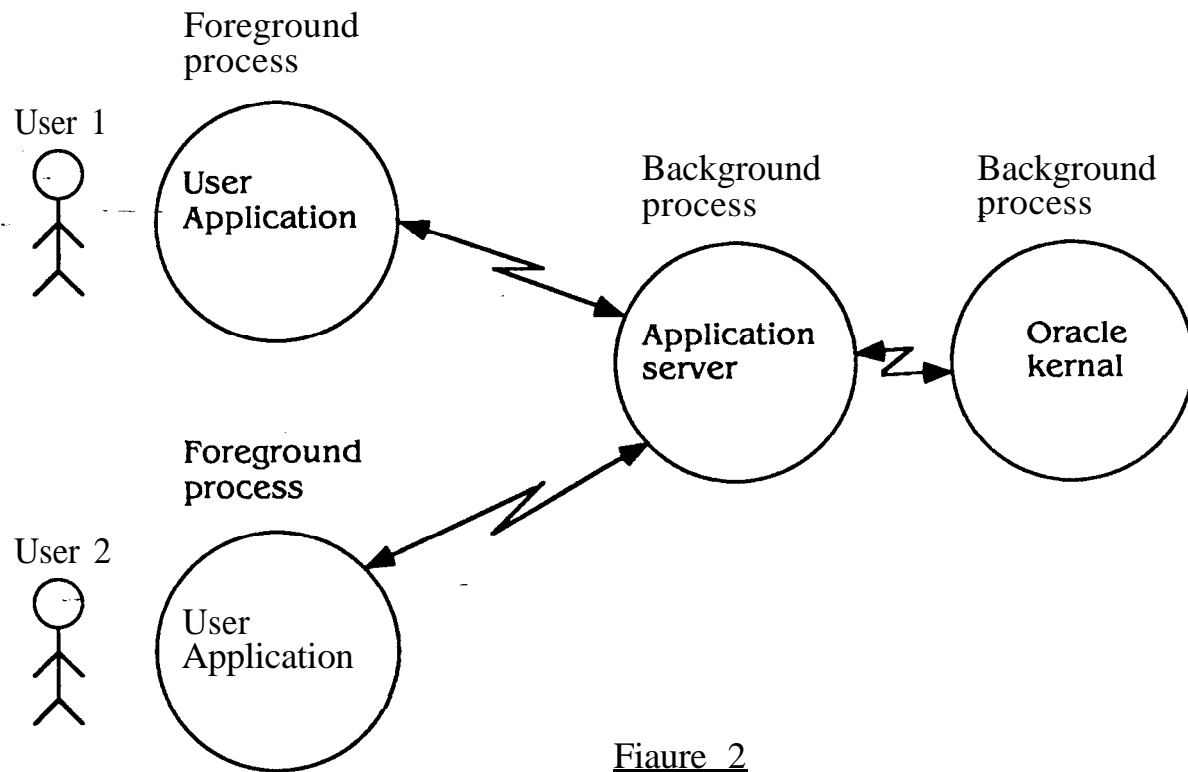 Foreground
process
User 1
User
Application
Background
process
Background
process
Application
server
Oracle
kernal
Foreground
process
User 2
User
Application
Fiaure 2